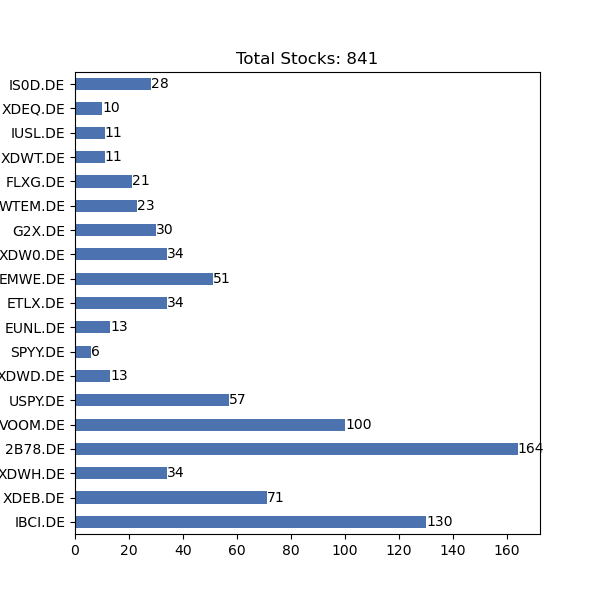 Total Stocks: 841
IS0D.DE 28
XDEQ.DE 10
IUSL.DE 11
XDWT.DE 11
FLXG.DE 21
WTEM.DE 23
G2X.DE 30
XDW0.DE 34
EMWE.DE 51
ETLX.DE 34
EUNL.DE 13
SPYY.DE 6
XDWD.DE 13
USPY.DE 57
VOOM.DE 100
2B78.DE 164
XDWH.DE 34
XDEB.DE 71
IBCI.DE 130
0 20 40 60 80 100 120 140 160